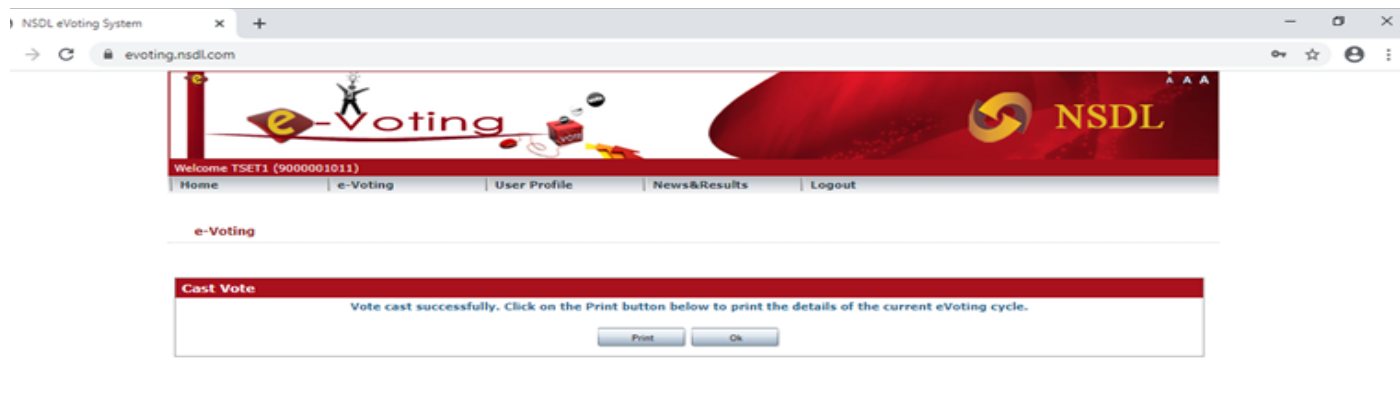 NSDL eVoting System
evoting.nsdl.com
A A A
e-Voting
VOTE
NSDL
Welcome TSET1 (9000001011)
Home e-Voting User Profile News&Results Logout
e-Voting
Cast Vote
Vote cast successfully. Click on the Print button below to print the details of the current eVoting cycle.
Print Ok